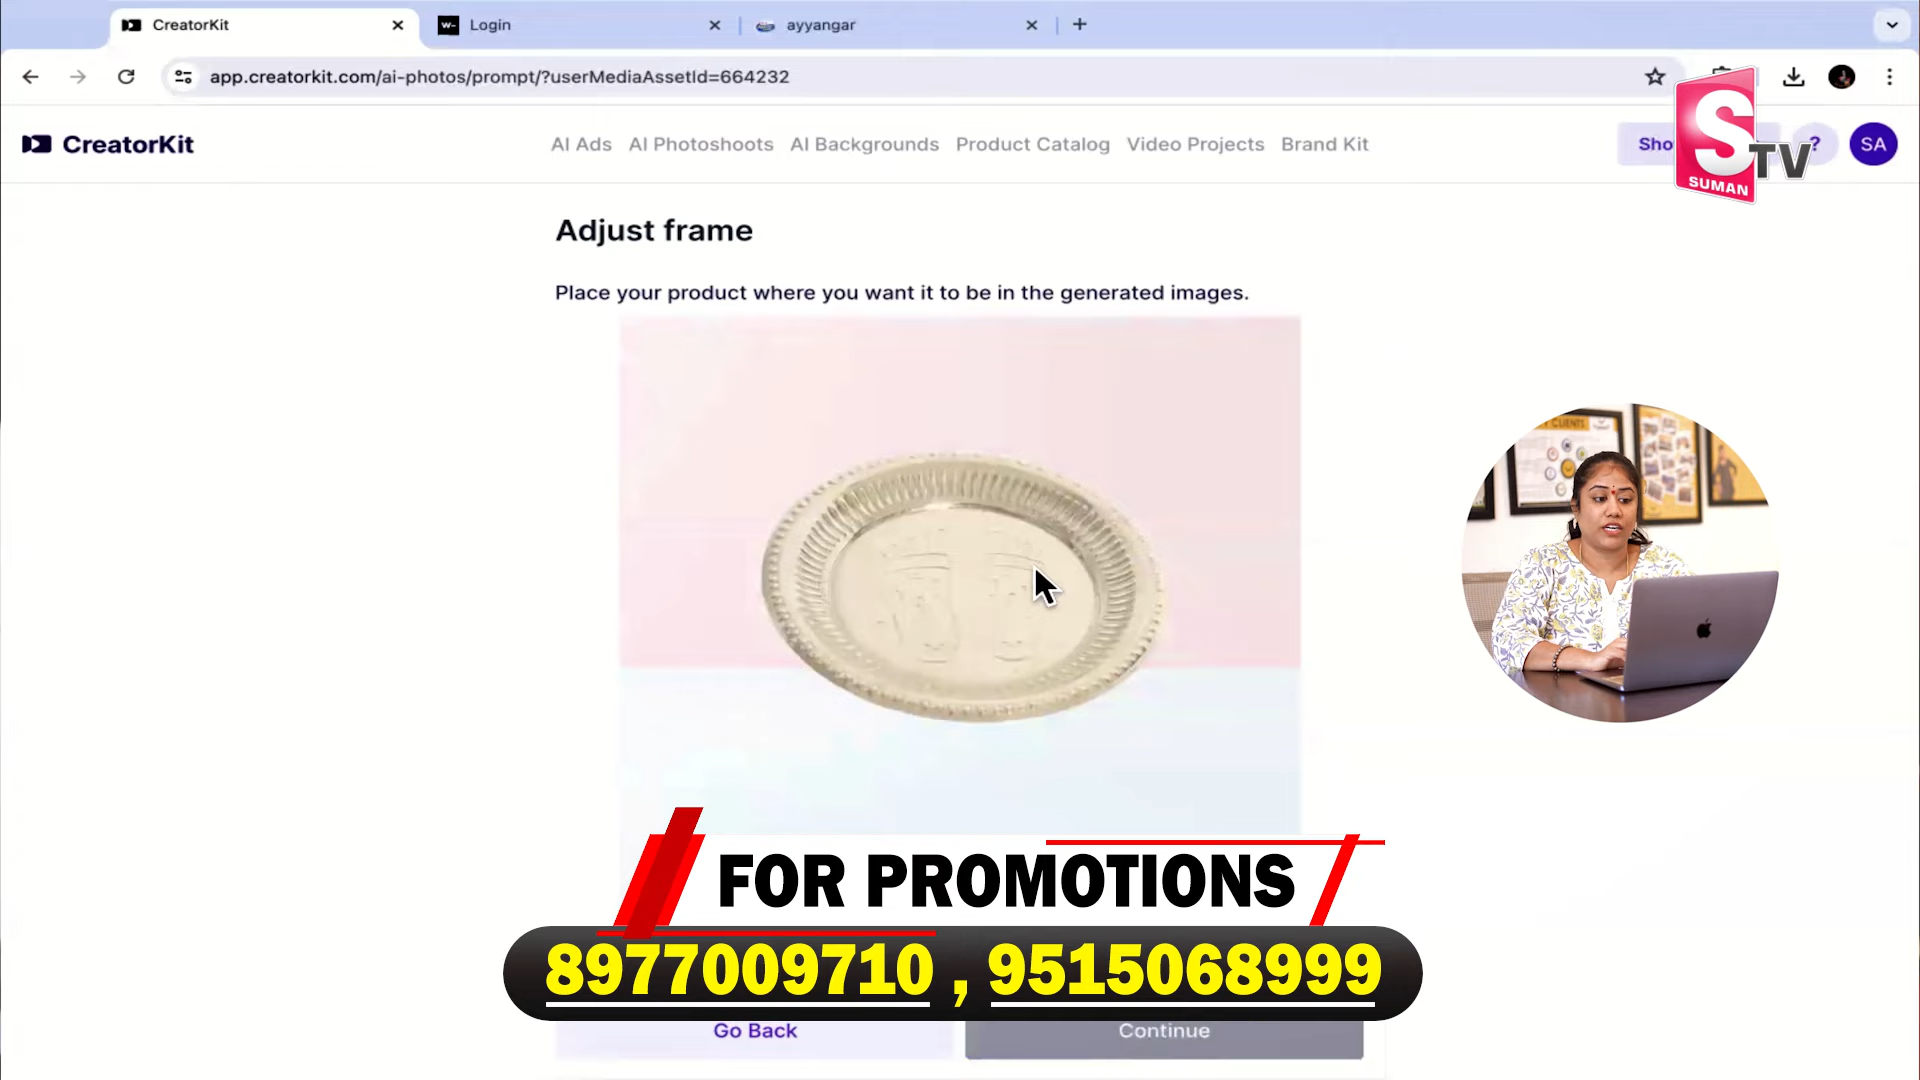 CreatorKit
Login
ayyangar
app.creatorkit.com/ai-photos/prompt/?userMediaAssetId=664232
CreatorKit
AI Ads AI Photoshoots AI Backgrounds Product Catalog Video Projects Brand Kit
Sho
?
SA
S
TV
SUMAN
Adjust frame
Place your product where you want it to be in the generated images.
CLIENTS
FOR PROMOTIONS
8977009710 , 9515068999
Go Back
Continue